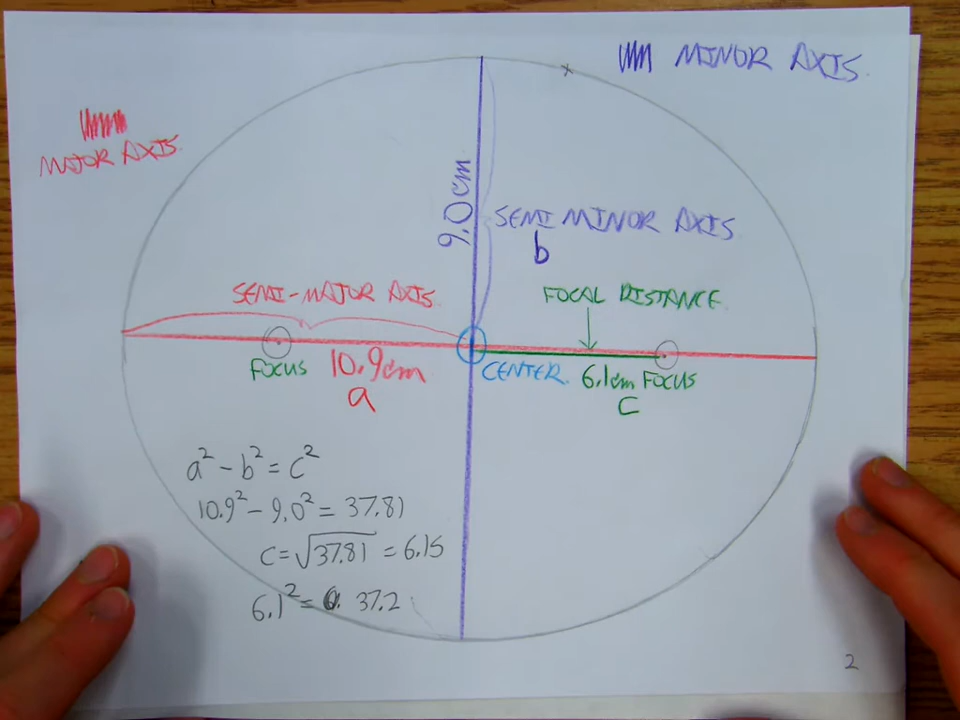 MINOR AXIS
MAJOR AXIS
9.0cm
SEMI MINOR AXIS
b
SEMI-MAJOR AXIS
FOCAL DISTANCE
FOCUS
10.9cm
a
CENTER
6.1cm
FOCUS
c
a² - b² = c²
10.9² - 9.0² = 37.81
c = √37.81 = 6.15
6.1² = 37.2
2